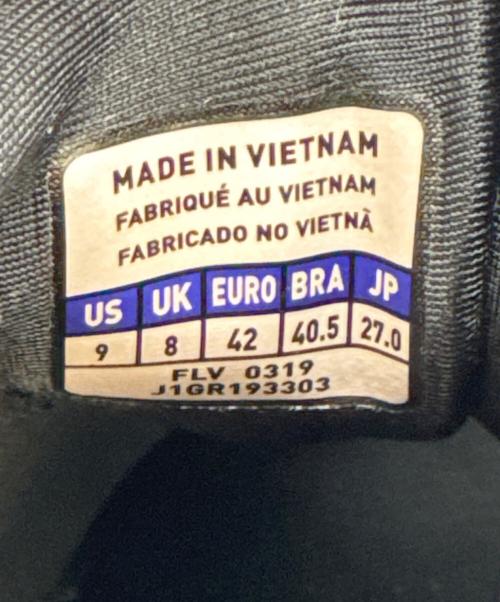 MADE IN VIETNAM
FABRIQUÉ AU VIETNAM
FABRICADO NO VIETNÃ
US UK EURO BRA JP
9 8 42 40.5 27.0
FLV 0319
J1GR193303